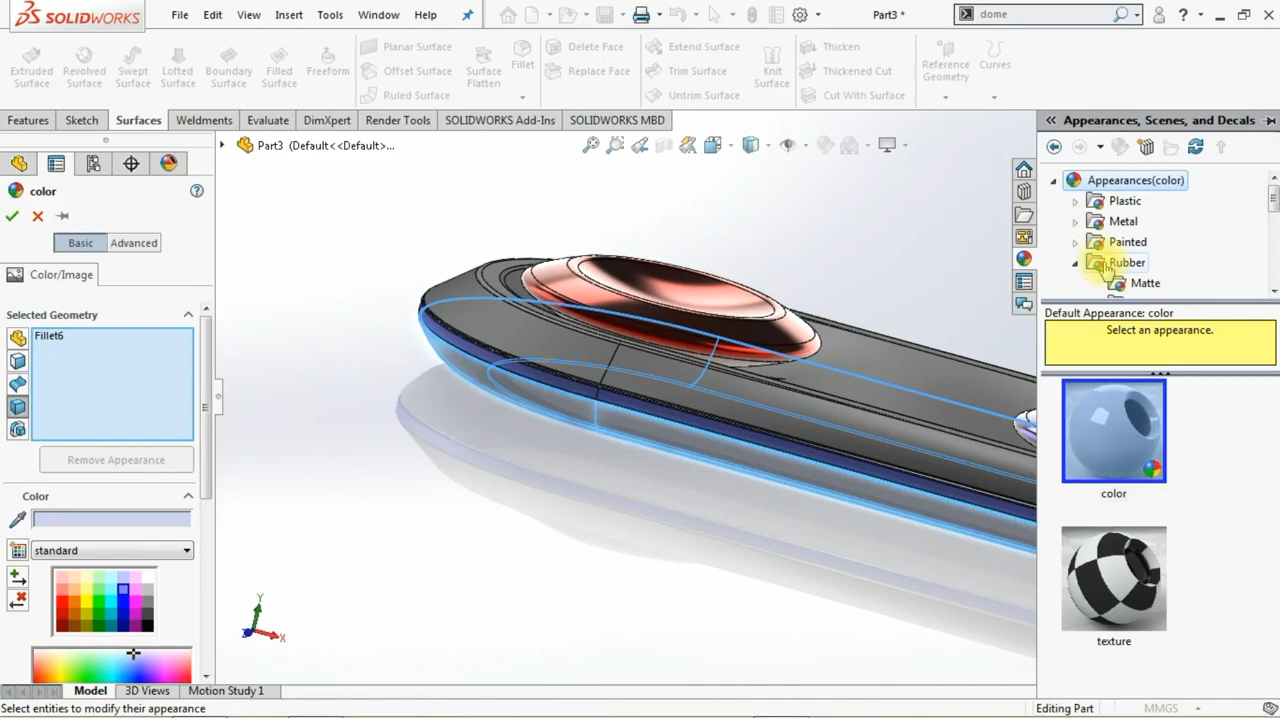 SOLIDWORKS
File Edit View Insert Tools Window Help
Part3 *
dome
Extruded Surface
Revolved Surface
Swept Surface
Lofted Surface
Boundary Surface
Filled Surface
Freeform
Planar Surface
Offset Surface
Ruled Surface
Surface Flatten
Fillet
Delete Face
Replace Face
Extend Surface
Trim Surface
Untrim Surface
Knit Surface
Thicken
Thickened Cut
Cut With Surface
Reference Geometry
Curves
Features Sketch Surfaces Weldments Evaluate DimXpert Render Tools SOLIDWORKS Add-Ins SOLIDWORKS MBD
Part3 (Default<<Default>...
color
Basic Advanced
Color/Image
Selected Geometry
Fillet6
Remove Appearance
Color
standard
Y
X
Z
Appearances, Scenes, and Decals
Appearances(color)
Plastic
Metal
Painted
Rubber
Matte
Default Appearance: color
Select an appearance.
color
texture
Model 3D Views Motion Study 1
Select entities to modify their appearance
Editing Part MMGS